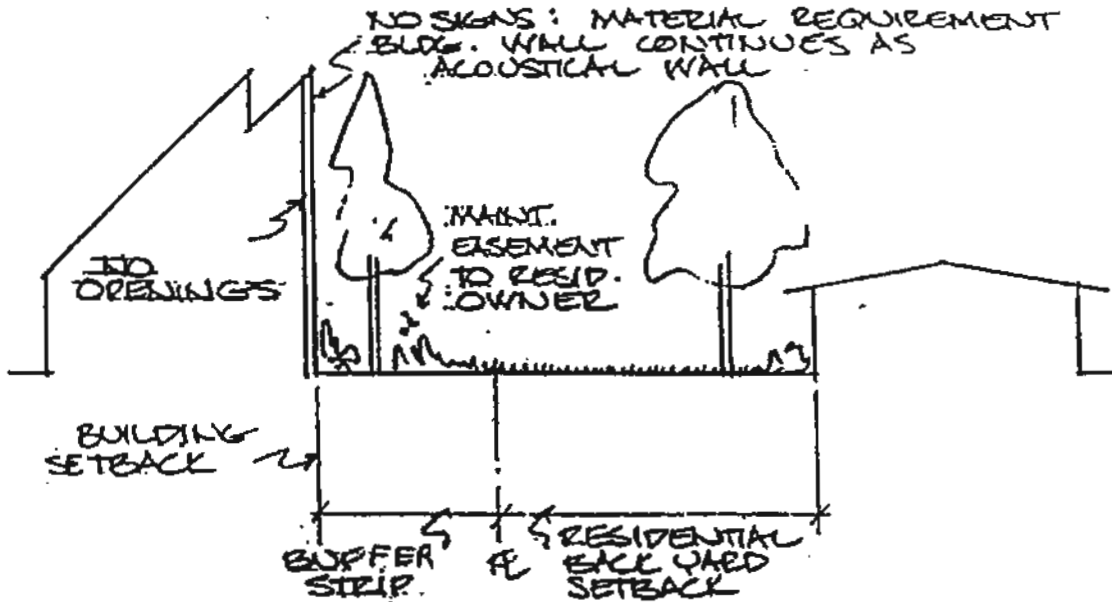 NO SIGNS: MATERIAL REQUIREMENT
BLDG. WALL CONTINUES AS
ACOUSTICAL WALL
MAINT.
EASEMENT
TO RESID.
OWNER
NO
OPENINGS
BUILDING
SETBACK
BUFFER
STRIP
PL
RESIDENTIAL
BACK YARD
SETBACK